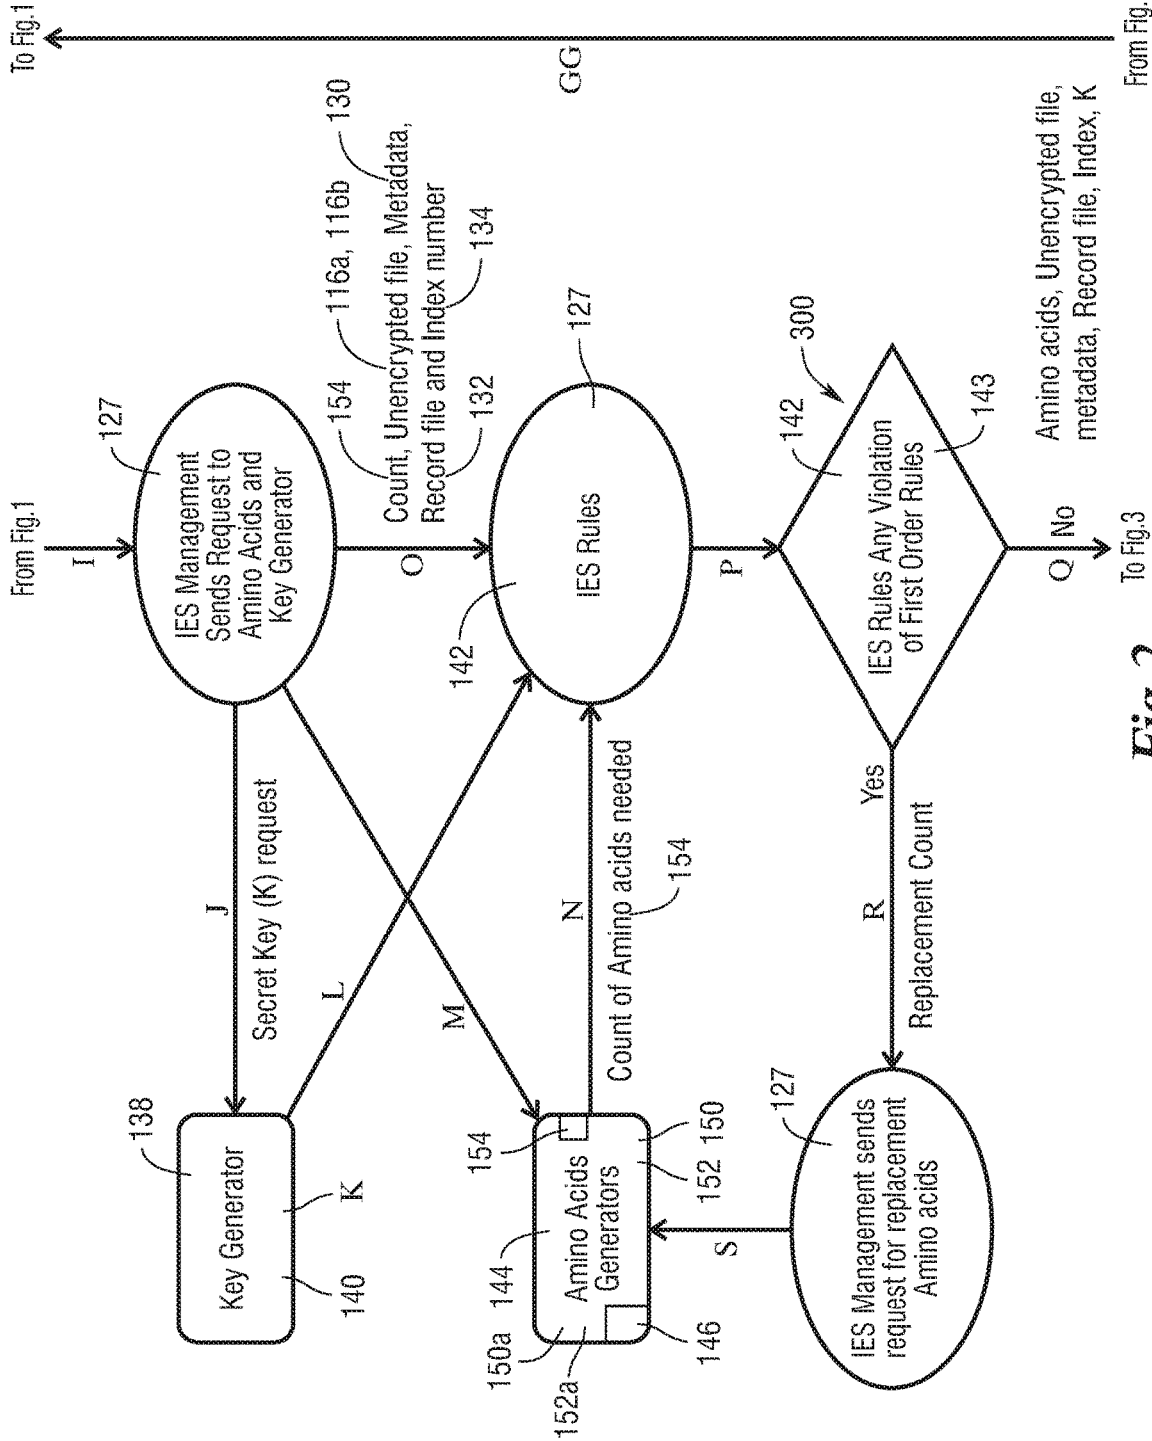 From Fig.1
To Fig.1
I
127
IES Management
Sends Request to
Amino Acids and
Key Generator
138
Key Generator
140
K
J
Secret Key (K) request
L
M
O
154
116a, 116b
130
Count, Unencrypted file, Metadata,
Record file and Index number
132
134
GG
142
IES Rules
127
N
Count of Amino acids needed
154
150a
144
154
Amino Acids
Generators
152a
146
152
150
P
142
300
IES Rules Any Violation
of First Order Rules
143
Yes
R
Replacement Count
127
IES Management sends
request for replacement
Amino acids
S
Q
No
Amino acids, Unencrypted file,
metadata, Record file, Index, K
To Fig.3
From Fig.